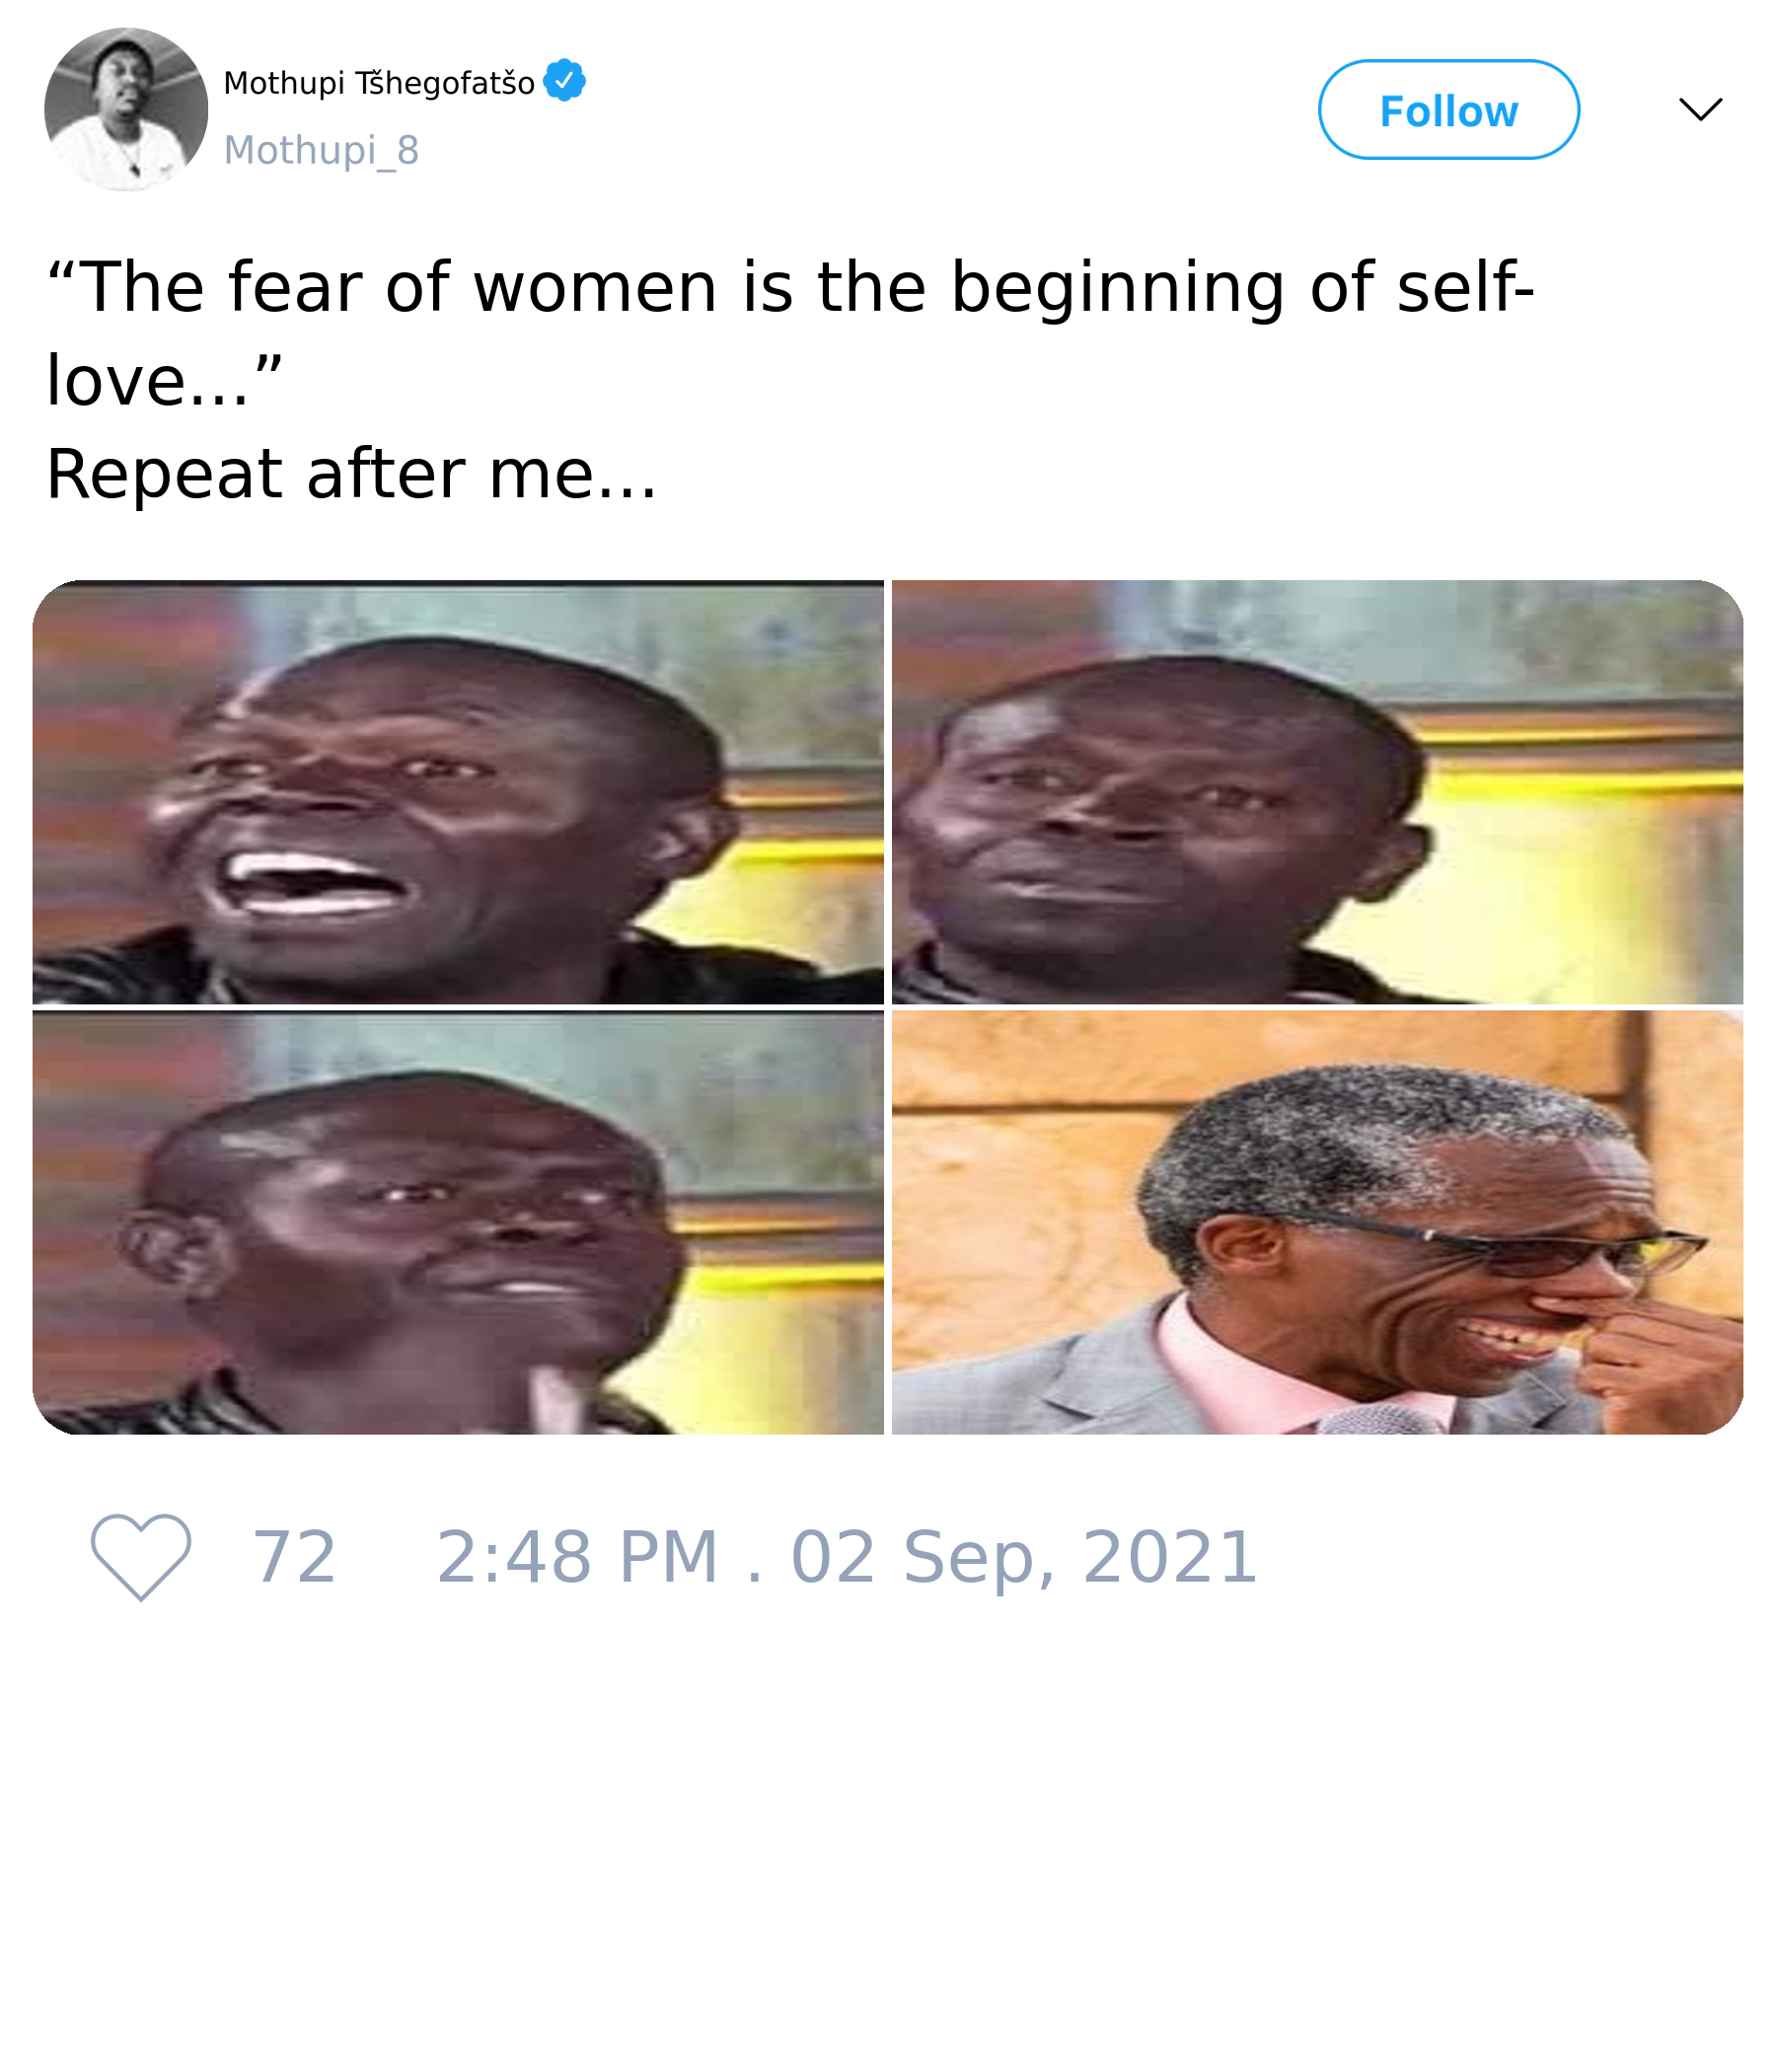 Mothupi Tšhegofatšo
Mothupi_8
Follow
“The fear of women is the beginning of self-
love...”
Repeat after me...
72
2:48 PM . 02 Sep, 2021